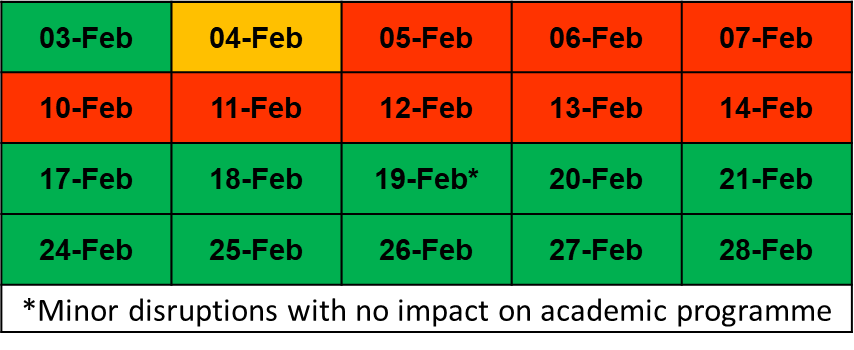 03-Feb 04-Feb 05-Feb 06-Feb 07-Feb
10-Feb 11-Feb 12-Feb 13-Feb 14-Feb
17-Feb 18-Feb 19-Feb* 20-Feb 21-Feb
24-Feb 25-Feb 26-Feb 27-Feb 28-Feb
*Minor disruptions with no impact on academic programme